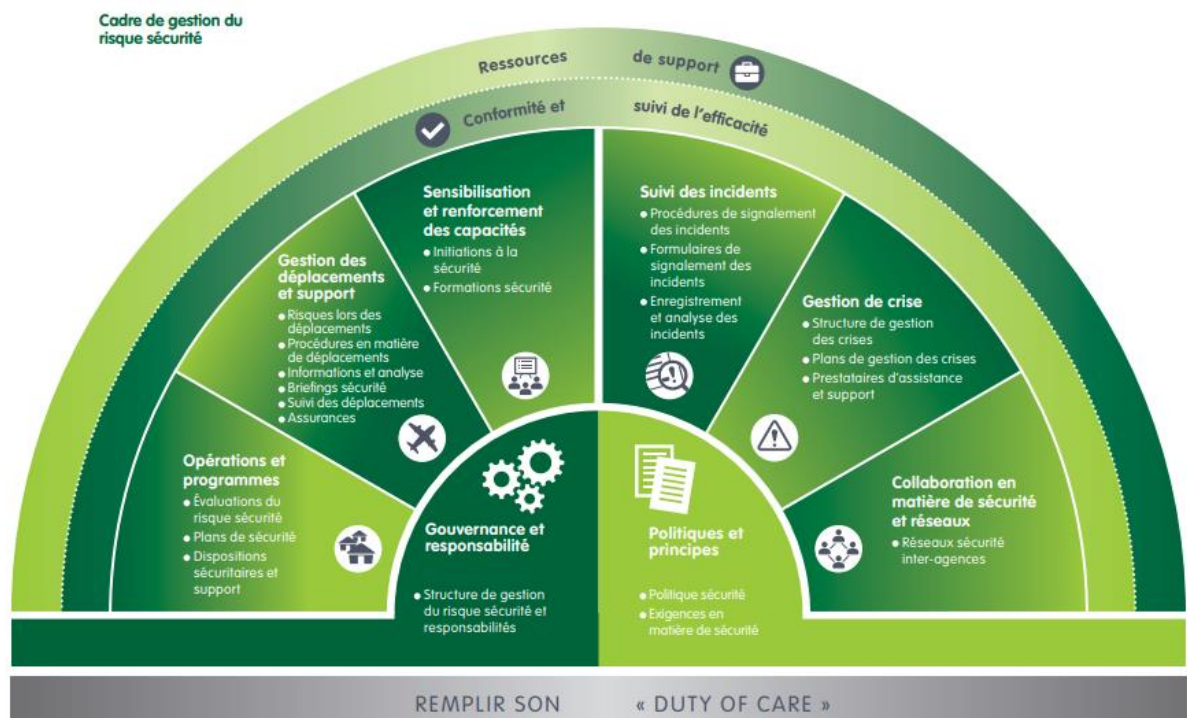 Cadre de gestion du
risque sécurité
Ressources de support
Conformité et suivi de l'efficacité
Opérations et
programmes
• Évaluations du
risque sécurité
• Plans de sécurité
• Dispositions
sécuritaires et
support
Gestion des
déplacements
et support
• Risques lors des
déplacements
• Procédures en matière
de déplacements
• Informations et analyse
• Briefings sécurité
• Suivi des déplacements
• Assurances
Sensibilisation
et renforcement
des capacités
• Initiations à la
sécurité
• Formations sécurité
Suivi des incidents
• Procédures de signalement
des incidents
• Formulaires de
signalement des
incidents
• Enregistrement
et analyse des
incidents
Gestion de crise
• Structure de gestion
des crises
• Plans de gestion des crises
• Prestataires d'assistance
et support
Collaboration en
matière de sécurité
et réseaux
• Réseaux sécurité
inter-agences
Gouvernance et
responsabilité
• Structure de gestion
du risque sécurité et
responsabilités
Politiques et
principes
• Politique sécurité
• Exigences en
matière de sécurité
REMPLIR SON « DUTY OF CARE »